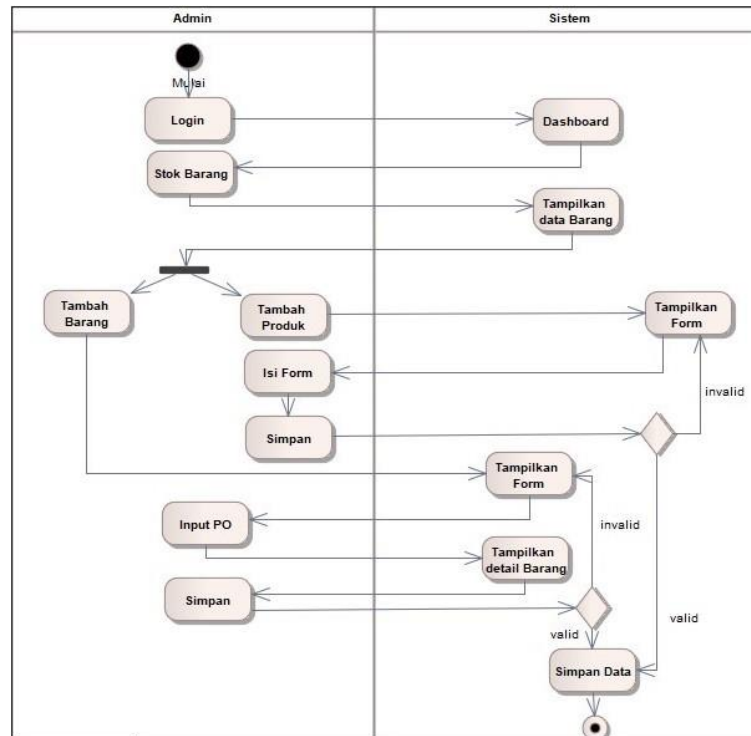 Admin
Sistem
Mulai
Login
Dashboard
Stok Barang
Tampilkan
data Barang
Tambah
Barang
Tambah
Produk
Tampilkan
Form
Isi Form
invalid
Simpan
Tampilkan
Form
Input PO
invalid
Tampilkan
detail Barang
Simpan
valid
valid
Simpan Data